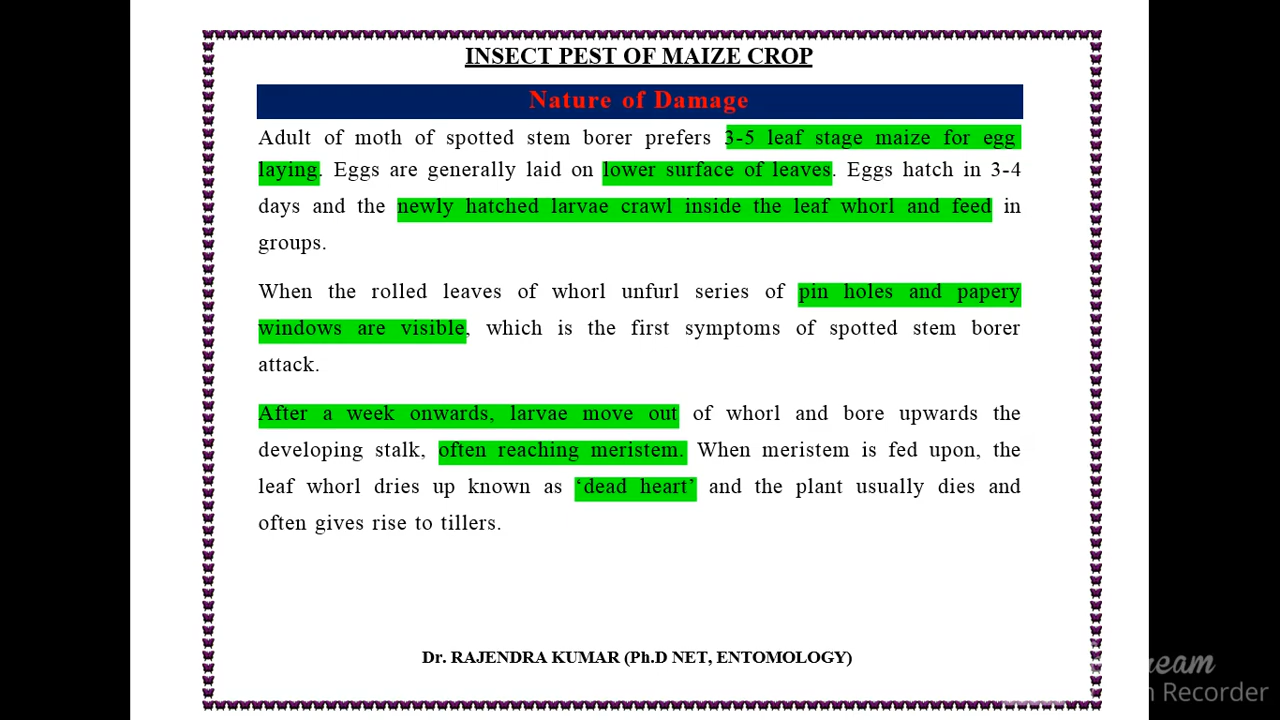 INSECT PEST OF MAIZE CROP
Nature of Damage
Adult of moth of spotted stem borer prefers 3-5 leaf stage maize for egg
laying. Eggs are generally laid on lower surface of leaves. Eggs hatch in 3-4
days and the newly hatched larvae crawl inside the leaf whorl and feed in
groups.
When the rolled leaves of whorl unfurl series of pin holes and papery
windows are visible, which is the first symptoms of spotted stem borer
attack.
After a week onwards, larvae move out of whorl and bore upwards the
developing stalk, often reaching meristem. When meristem is fed upon, the
leaf whorl dries up known as ‘dead heart’ and the plant usually dies and
often gives rise to tillers.
Dr. RAJENDRA KUMAR (Ph.D NET, ENTOMOLOGY)
Recorder